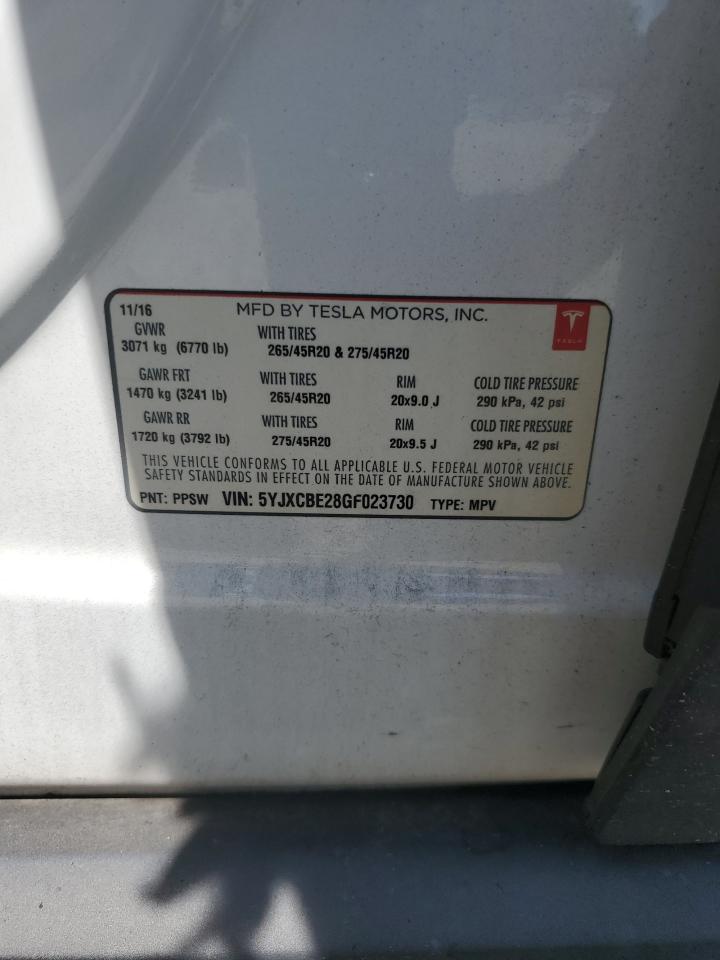 11/16 MFD BY TESLA MOTORS, INC.
GVWR WITH TIRES
3071 kg (6770 lb) 265/45R20 & 275/45R20
TESLA
GAWR FRT WITH TIRES RIM COLD TIRE PRESSURE
1470 kg (3241 lb) 265/45R20 20x9.0 J 290 kPa, 42 psi
GAWR RR WITH TIRES RIM COLD TIRE PRESSURE
1720 kg (3792 lb) 275/45R20 20x9.5 J 290 kPa, 42 psi
THIS VEHICLE CONFORMS TO ALL APPLICABLE U.S. FEDERAL MOTOR VEHICLE
SAFETY STANDARDS IN EFFECT ON THE DATE OF MANUFACTURE SHOWN ABOVE.
PNT: PPSW VIN: 5YJXCBE28GF023730 TYPE: MPV